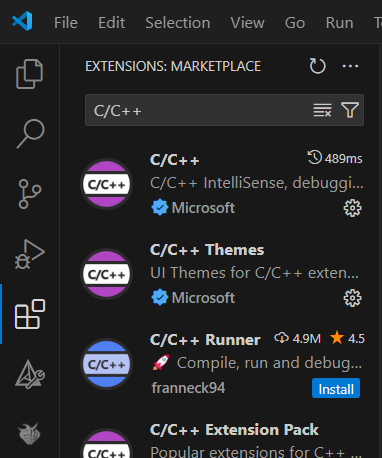 File Edit Selection View Go Run
EXTENSIONS: MARKETPLACE
C/C++
C/C++ 489ms
C/C++ C/C++ IntelliSense, debuggi...
Microsoft
C/C++ Themes
C/C++ UI Themes for C/C++ exten...
Microsoft
C/C++ Runner 4.9M 4.5
C/C++ 🚀 Compile, run and debug...
franneck94 Install
C/C++ Extension Pack
C/C++ Popular extensions for C++ ...